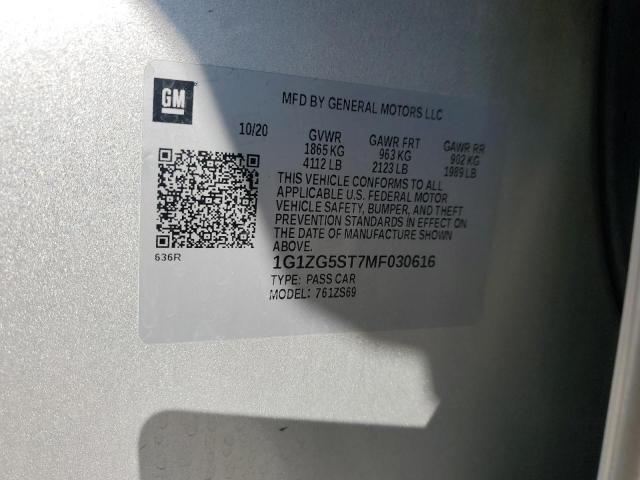 GM
MFD BY GENERAL MOTORS LLC
10/20 GVWR GAWR FRT GAWR RR
1865 KG 963 KG 902 KG
4112 LB 2123 LB 1989 LB
THIS VEHICLE CONFORMS TO ALL
APPLICABLE U.S. FEDERAL MOTOR
VEHICLE SAFETY, BUMPER, AND THEFT
PREVENTION STANDARDS IN EFFECT ON
THE DATE OF MANUFACTURE SHOWN
ABOVE.
636R
1G1ZG5ST7MF030616
TYPE: PASS CAR
MODEL: 761ZS69